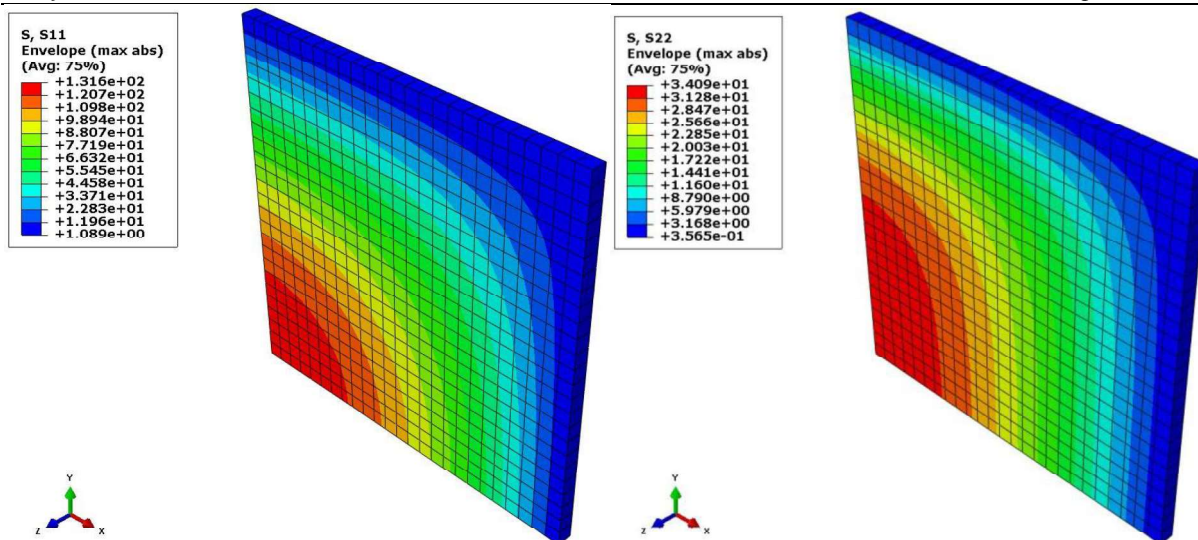 S, S11
Envelope (max abs)
(Avg: 75%)
+1.316e+02
+1.207e+02
+1.098e+02
+9.894e+01
+8.807e+01
+7.719e+01
+6.632e+01
+5.545e+01
+4.458e+01
+3.371e+01
+2.283e+01
+1.196e+01
+1.089e+00
Y
Z
X
S, S22
Envelope (max abs)
(Avg: 75%)
+3.409e+01
+3.128e+01
+2.847e+01
+2.566e+01
+2.285e+01
+2.003e+01
+1.722e+01
+1.441e+01
+1.160e+01
+8.790e+00
+5.979e+00
+3.168e+00
+3.565e-01
Y
Z
X